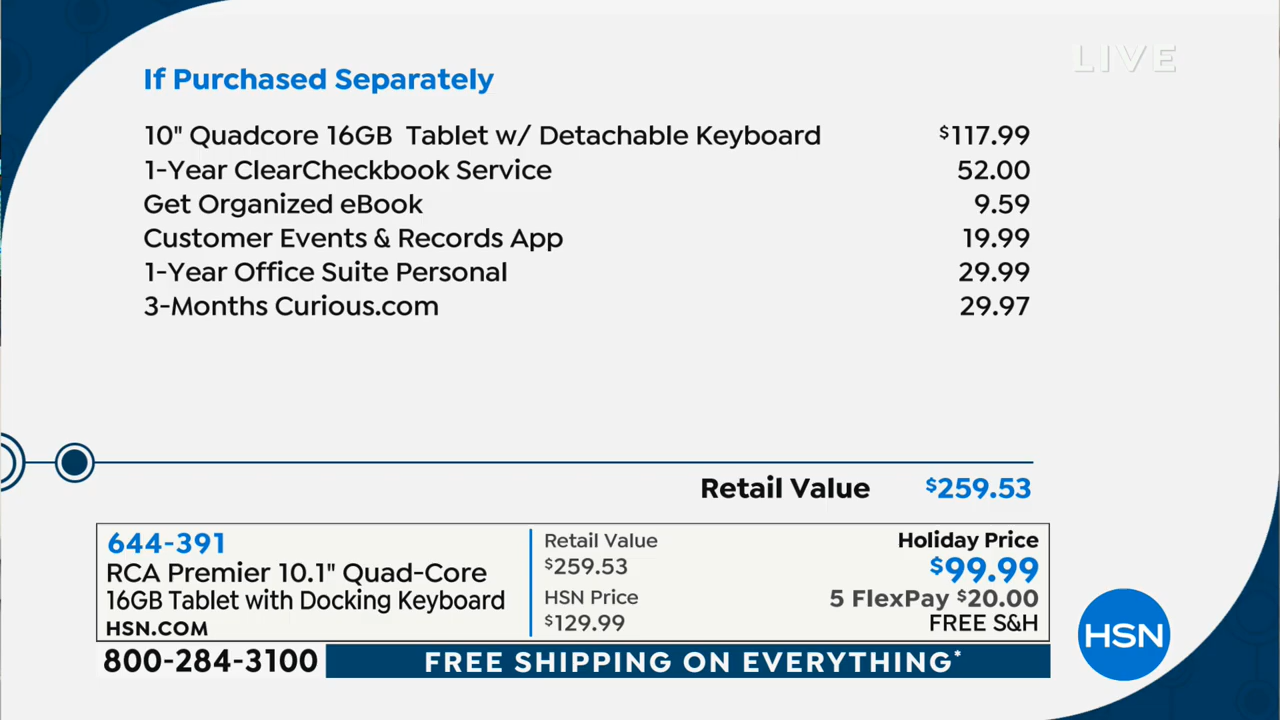 LIVE
If Purchased Separately
10" Quadcore 16GB Tablet w/ Detachable Keyboard $117.99
1-Year ClearCheckbook Service 52.00
Get Organized eBook 9.59
Customer Events & Records App 19.99
1-Year Office Suite Personal 29.99
3-Months Curious.com 29.97
Retail Value $259.53
644-391
RCA Premier 10.1" Quad-Core
16GB Tablet with Docking Keyboard
HSN.COM
Retail Value
$259.53
HSN Price
$129.99
Holiday Price
$99.99
5 FlexPay $20.00
FREE S&H
HSN
800-284-3100
FREE SHIPPING ON EVERYTHING*